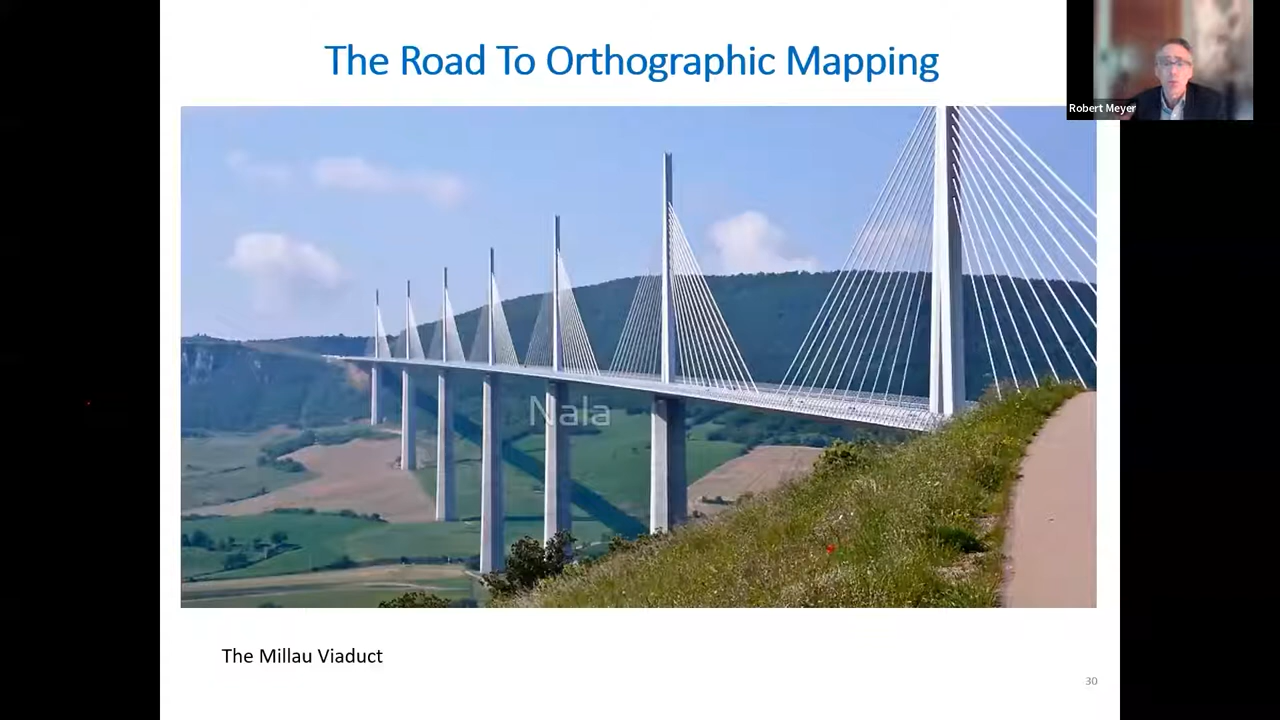 The Road To Orthographic Mapping
Robert Meyer
Nala
The Millau Viaduct
30